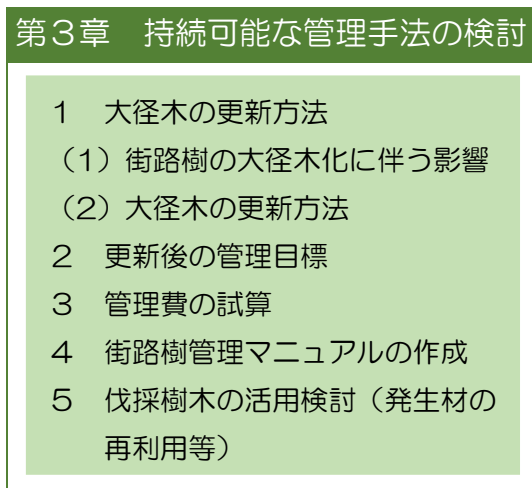 第３章　持続可能な管理手法の検討
１　大径木の更新方法
（１）街路樹の大径木化に伴う影響
（２）大径木の更新方法
２　更新後の管理目標
３　管理費の試算
４　街路樹管理マニュアルの作成
５　伐採樹木の活用検討（発生材の
再利用等）